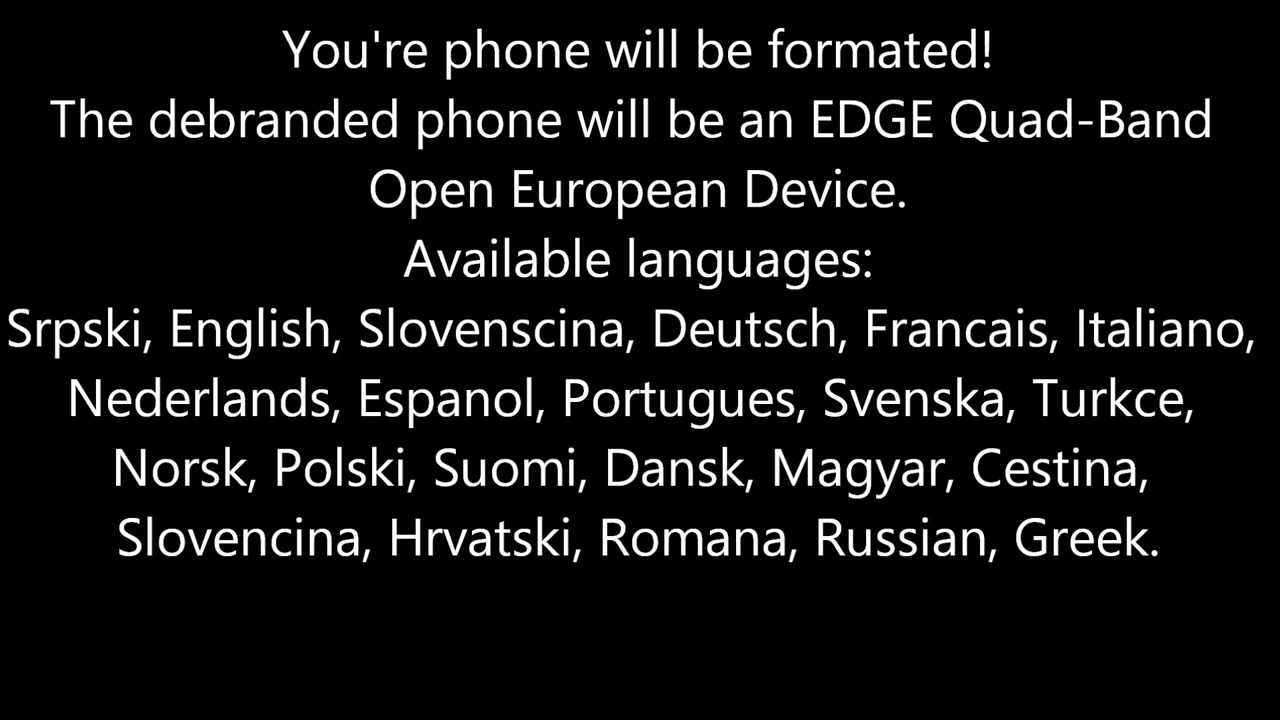 You're phone will be formated!
The debranded phone will be an EDGE Quad-Band
Open European Device.
Available languages:
Srpski, English, Slovenscina, Deutsch, Francais, Italiano,
Nederlands, Espanol, Portugues, Svenska, Turkce,
Norsk, Polski, Suomi, Dansk, Magyar, Cestina,
Slovencina, Hrvatski, Romana, Russian, Greek.